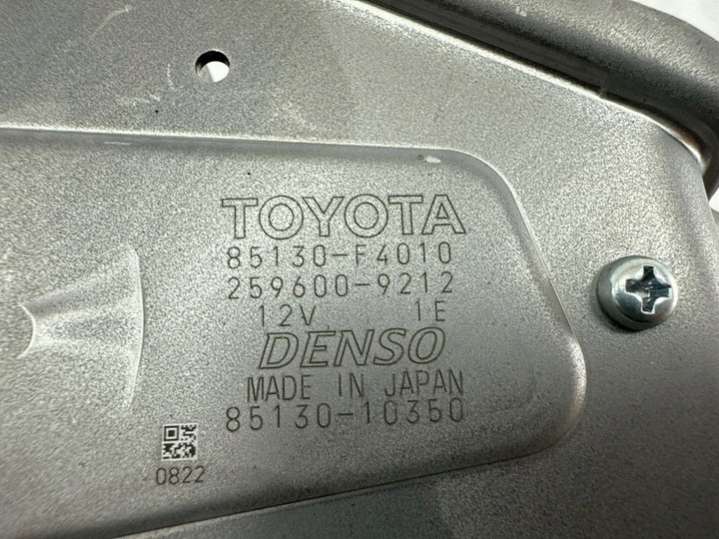 TOYOTA
85130-F4010
259600-9212
12V 1E
DENSO
MADE IN JAPAN
85130-10350
0822